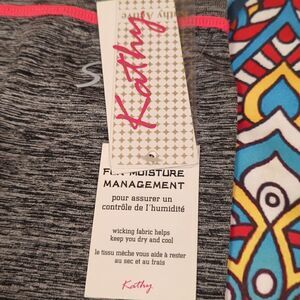 Kathy
FOR MOISTURE
MANAGEMENT
pour assurer un
contrôle de l'humidité
wicking fabric helps
keep you dry and cool
le tissu mèche vous aide à rester
au sec et au frais
Kathy